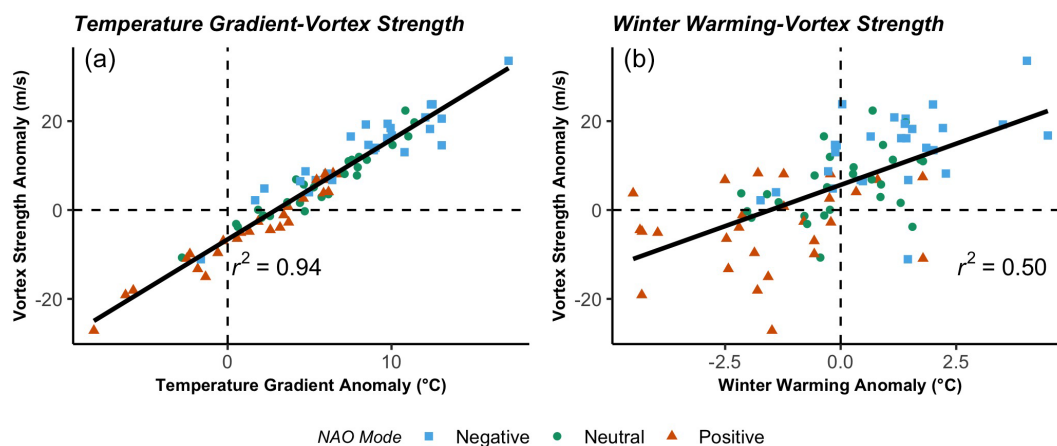 Temperature Gradient-Vortex Strength
(a)
Vortex Strength Anomaly (m/s)
20
0
-20
r² = 0.94
0
10
Temperature Gradient Anomaly (°C)
Winter Warming-Vortex Strength
(b)
Vortex Strength Anomaly (m/s)
20
0
-20
r² = 0.50
-2.5
0.0
2.5
Winter Warming Anomaly (°C)
NAO Mode Negative Neutral Positive